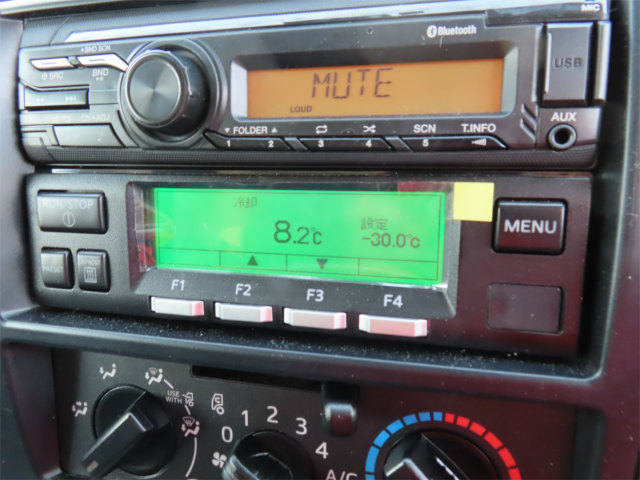 MIC
Bluetooth
BND SCN
SRC
BND
USB
MUTE
LOUD
AUX
FOLDER
SCN
T.INFO
1 2 3 4 5
RUN/STOP
冷却
8.2℃
設定
-30.0℃
MENU
F1 F2 F3 F4
USE WITH
0 1 2 3 4
A/C